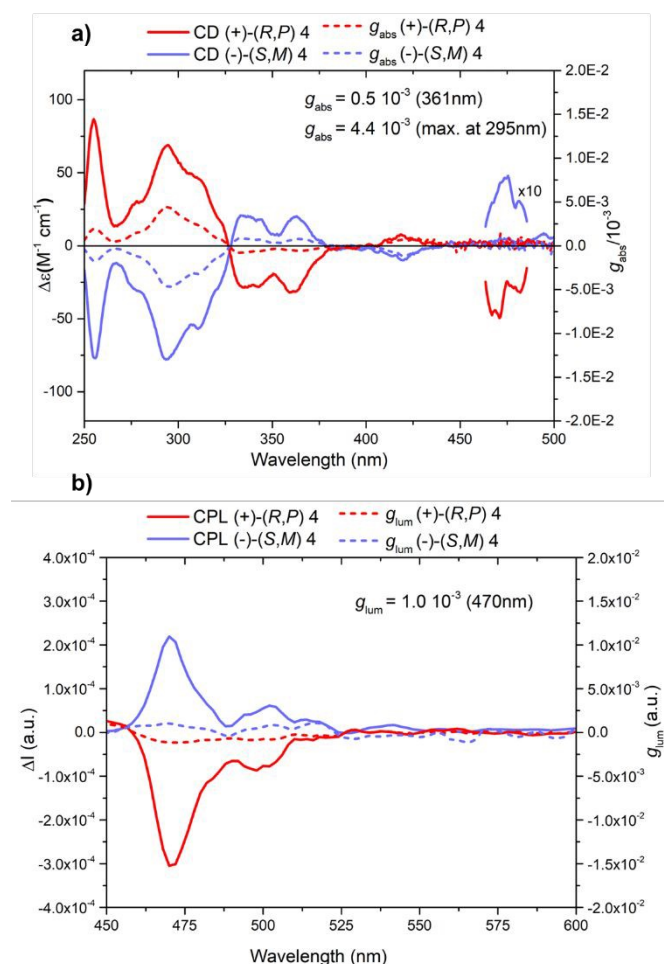 a)
CD (+)-(R,P) 4 g_abs (+)-(R,P) 4
CD (-)-(S,M) 4 g_abs (-)-(S,M) 4
g_abs = 0.5 10⁻³ (361nm)
g_abs = 4.4 10⁻³ (max. at 295nm)
x10
100
50
0
-50
-100
Δε(M⁻¹ cm⁻¹)
2.0E-2
1.5E-2
1.0E-2
5.0E-3
0.0
-5.0E-3
-1.0E-2
-1.5E-2
-2.0E-2
g_abs/10⁻³
250 300 350 400 450 500
Wavelength (nm)
b)
CPL (+)-(R,P) 4 g_lum (+)-(R,P) 4
CPL (-)-(S,M) 4 g_lum (-)-(S,M) 4
g_lum = 1.0 10⁻³ (470nm)
4.0x10⁻⁴
3.0x10⁻⁴
2.0x10⁻⁴
1.0x10⁻⁴
0.0
-1.0x10⁻⁴
-2.0x10⁻⁴
-3.0x10⁻⁴
-4.0x10⁻⁴
ΔI (a.u.)
2.0x10⁻²
1.5x10⁻²
1.0x10⁻²
5.0x10⁻³
0.0
-5.0x10⁻³
-1.0x10⁻²
-1.5x10⁻²
-2.0x10⁻²
g_lum (a.u.)
450 475 500 525 550 575 600
Wavelength (nm)